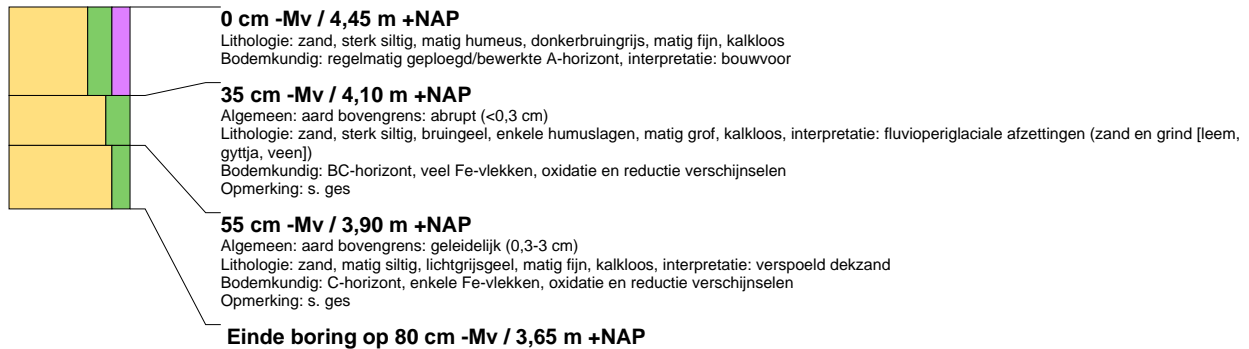 0 cm -Mv / 4,45 m +NAP
Lithologie: zand, sterk siltig, matig humeus, donkerbruingrijs, matig fijn, kalkloos
Bodemkundig: regelmatig geploegd/bewerkte A-horizont, interpretatie: bouwvoor
35 cm -Mv / 4,10 m +NAP
Algemeen: aard bovengrens: abrupt (<0,3 cm)
Lithologie: zand, sterk siltig, bruingeel, enkele humuslagen, matig grof, kalkloos, interpretatie: fluvioperiglaciale afzettingen (zand en grind [leem,
gyttja, veen])
Bodemkundig: BC-horizont, veel Fe-vlekken, oxidatie en reductie verschijnselen
Opmerking: s. ges
55 cm -Mv / 3,90 m +NAP
Algemeen: aard bovengrens: geleidelijk (0,3-3 cm)
Lithologie: zand, matig siltig, lichtgrijsgeel, matig fijn, kalkloos, interpretatie: verspoeld dekzand
Bodemkundig: C-horizont, enkele Fe-vlekken, oxidatie en reductie verschijnselen
Opmerking: s. ges
Einde boring op 80 cm -Mv / 3,65 m +NAP